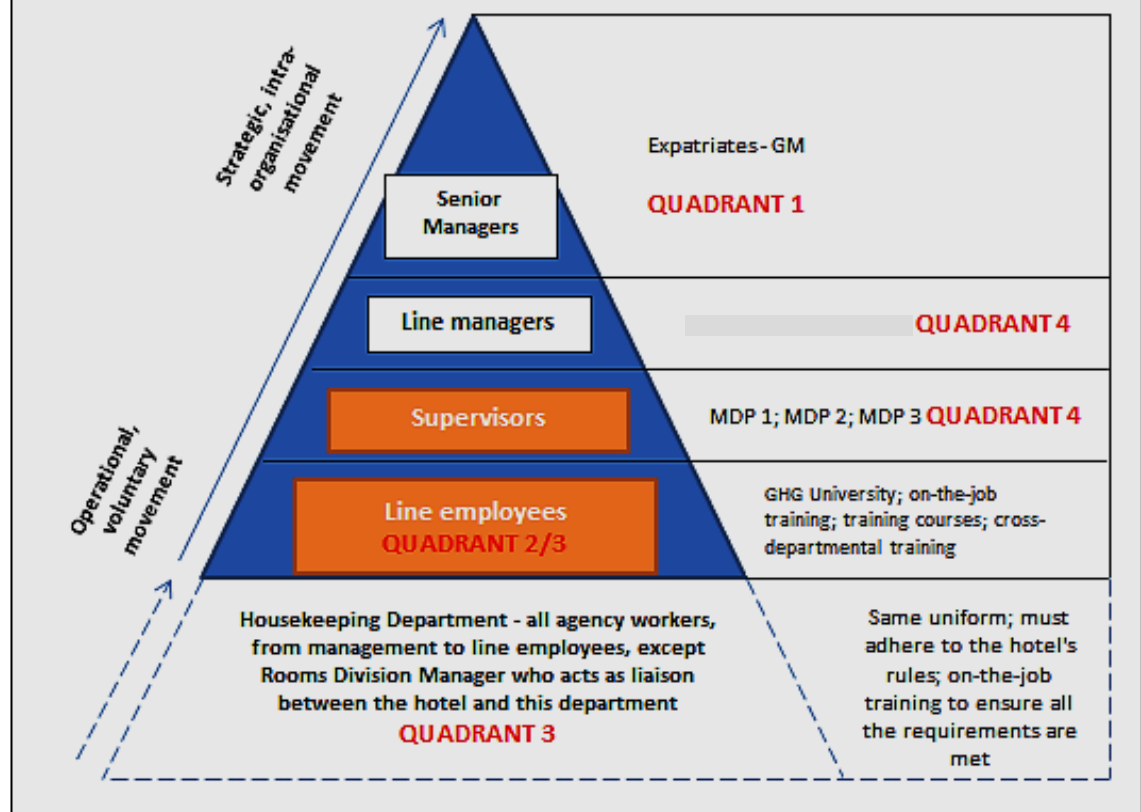 Strategic, intra-
organisational
movement
Expatriates- GM
QUADRANT 1
Senior
Managers
Line managers
QUADRANT 4
Supervisors
MDP 1; MDP 2; MDP 3 QUADRANT 4
Operational,
voluntary
movement
Line employees
QUADRANT 2/3
GHG University; on-the-job
training; training courses; cross-
departmental training
Housekeeping Department - all agency workers,
from management to line employees, except
Rooms Division Manager who acts as liaison
between the hotel and this department
QUADRANT 3
Same uniform; must
adhere to the hotel's
rules; on-the-job
training to ensure all
the requirements are
met